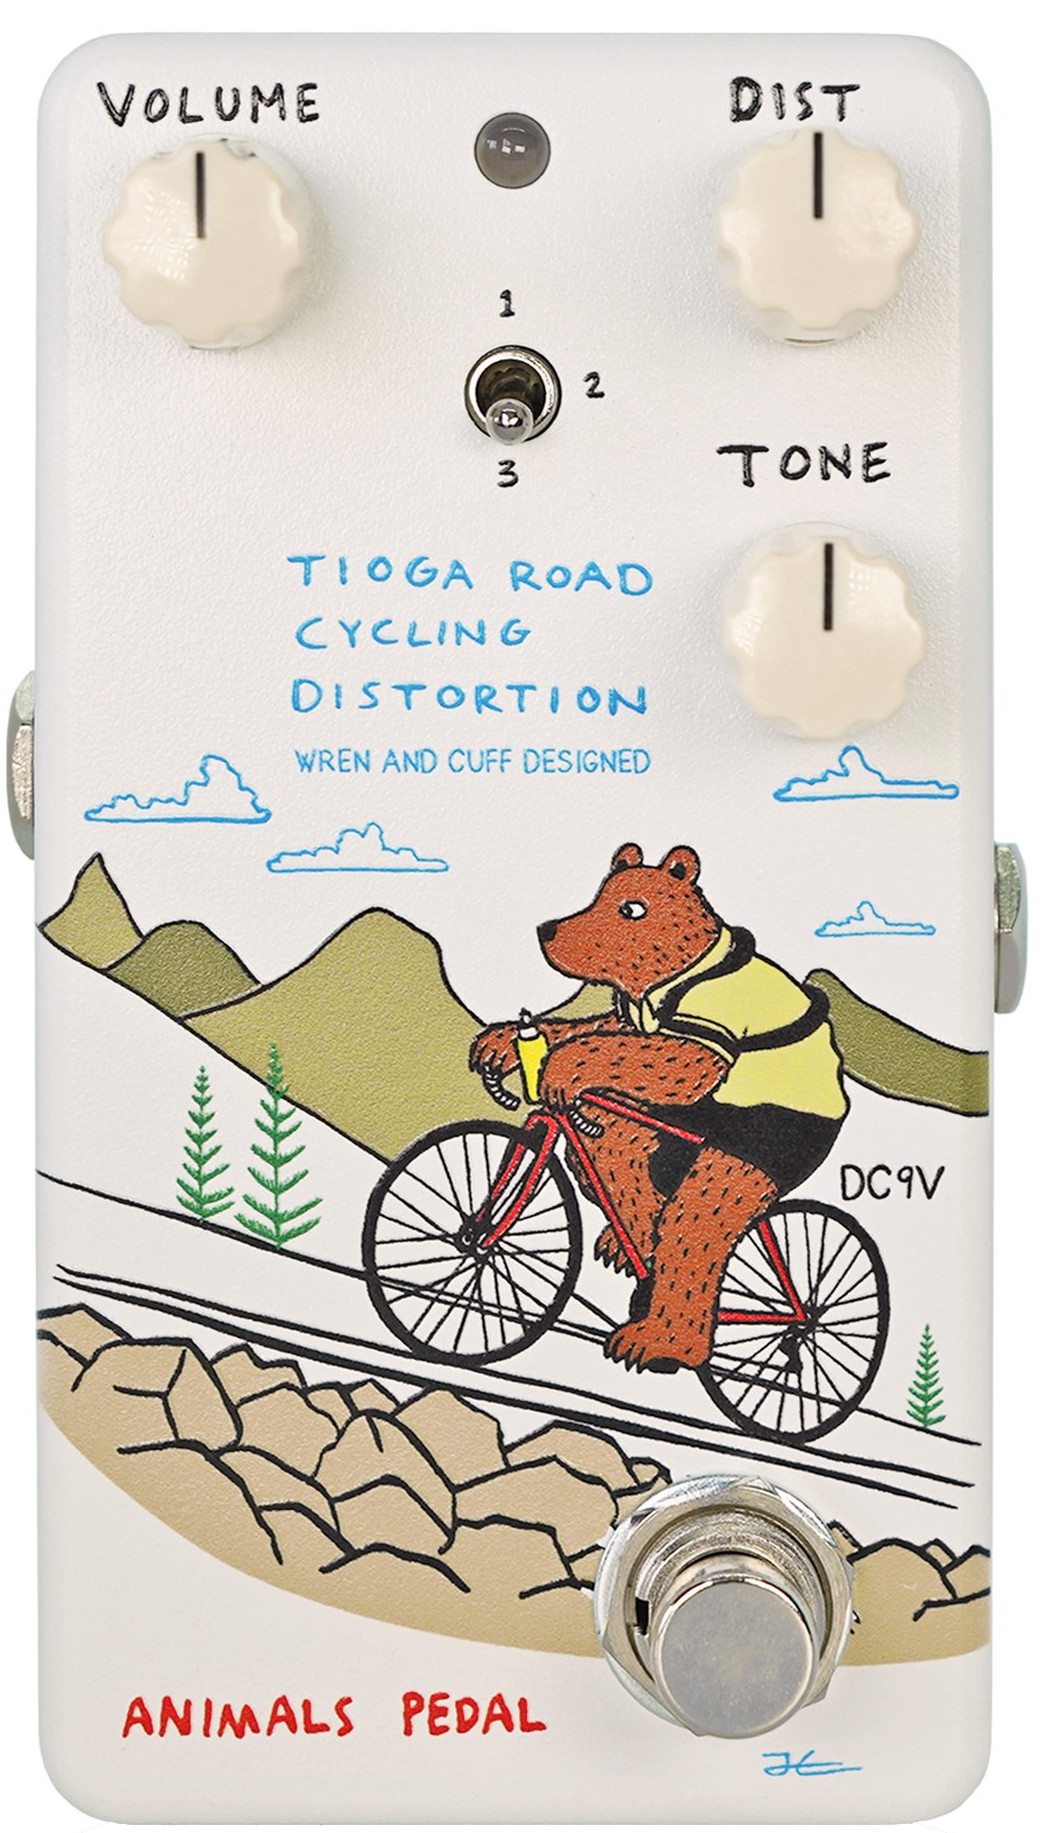 VOLUME
DIST
1
2
3
TONE
TIOGA ROAD
CYCLING
DISTORTION
WREN AND CUFF DESIGNED
DC9V
ANIMALS PEDAL